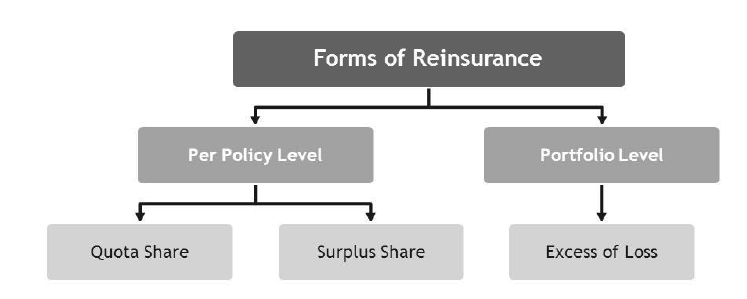 Forms of Reinsurance
Per Policy Level
Portfolio Level
Quota Share
Surplus Share
Excess of Loss